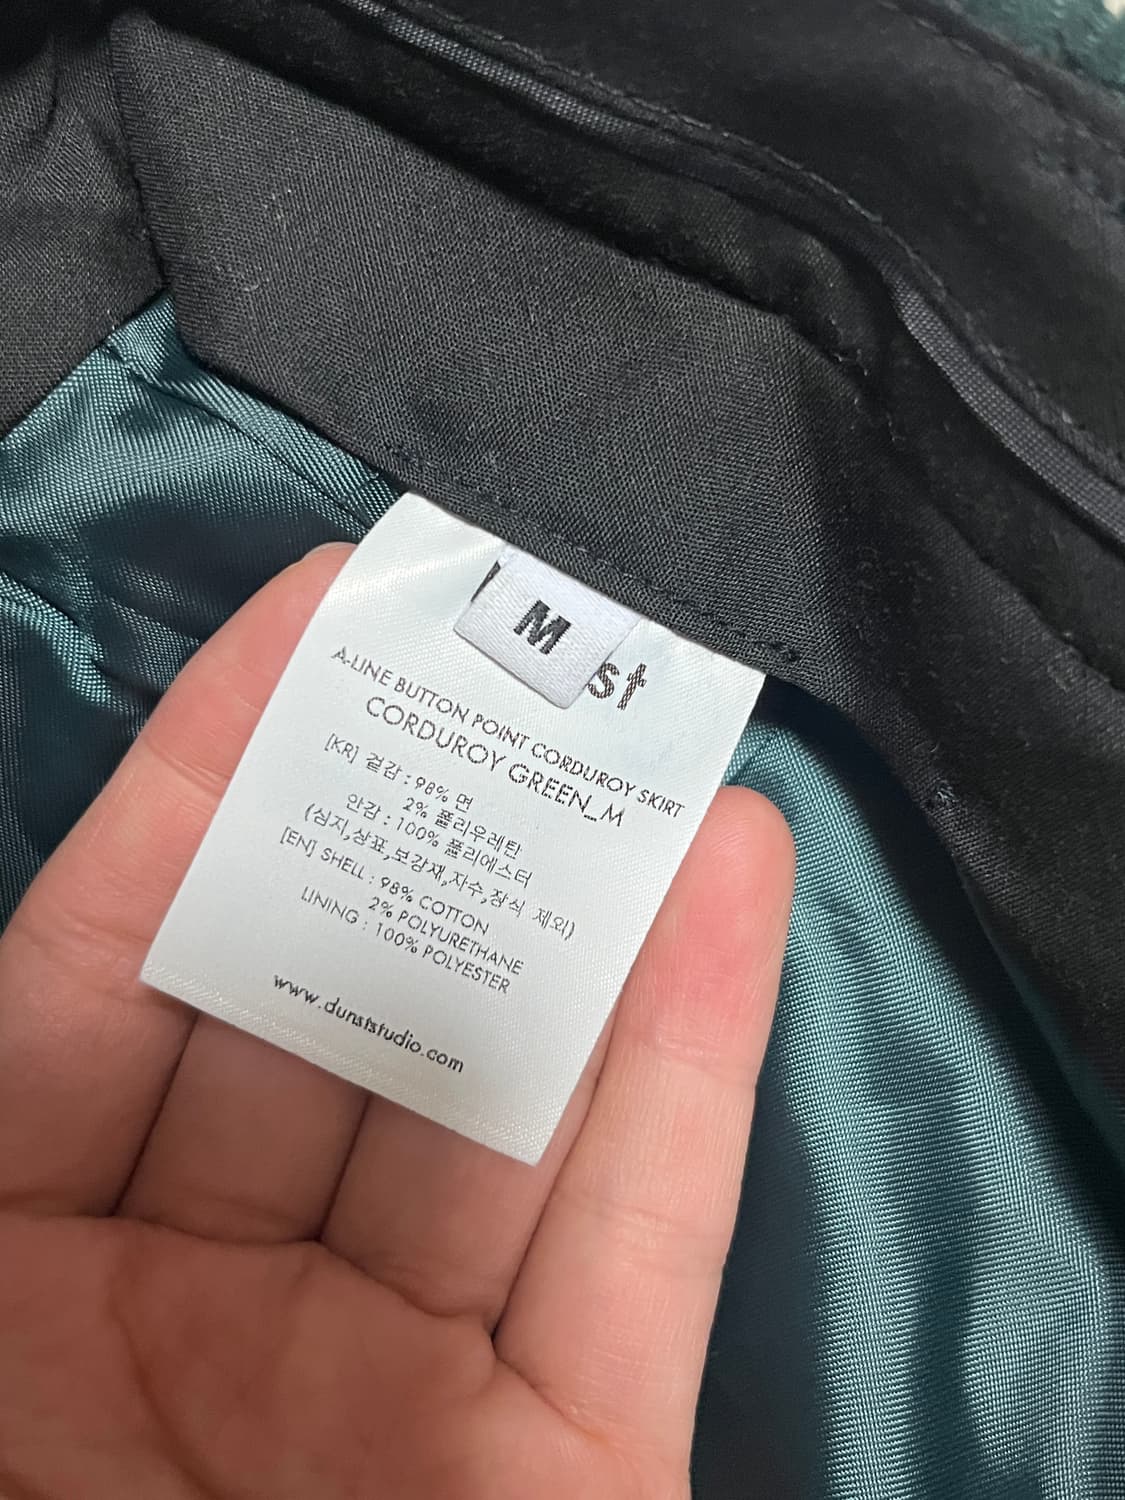 M
st
A-LINE BUTTON POINT CORDUROY SKIRT
CORDUROY GREEN_M
[KR] 겉감 : 98% 면
2% 폴리우레탄
안감 : 100% 폴리에스터
(심지,상표,보강재,자수,장식 제외)
[EN] SHELL : 98% COTTON
2% POLYURETHANE
LINING : 100% POLYESTER
www.dunststudio.com